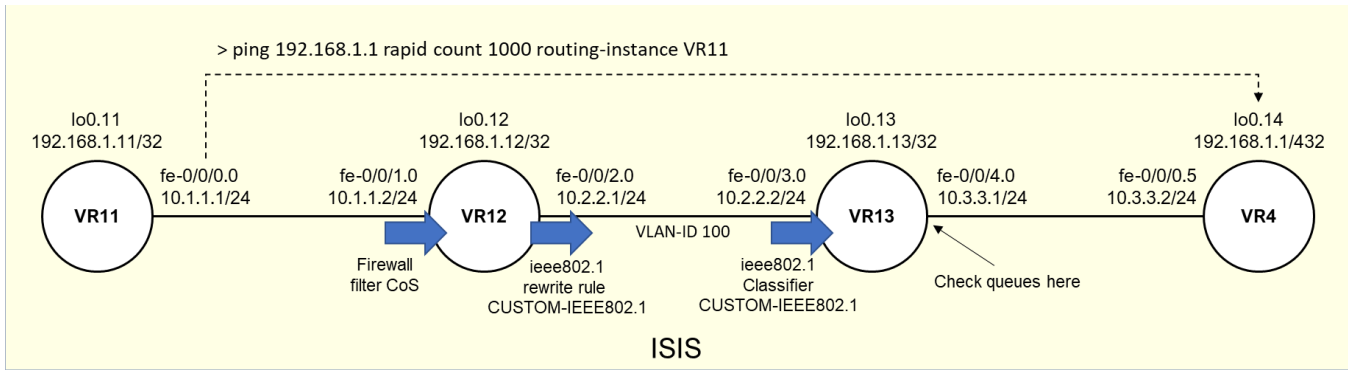 > ping 192.168.1.1 rapid count 1000 routing-instance VR11
lo0.11
192.168.1.11/32
lo0.12
192.168.1.12/32
lo0.13
192.168.1.13/32
lo0.14
192.168.1.1/432
fe-0/0/0.0
10.1.1.1/24
fe-0/0/1.0
10.1.1.2/24
fe-0/0/2.0
10.2.2.1/24
fe-0/0/3.0
10.2.2.2/24
fe-0/0/4.0
10.3.3.1/24
fe-0/0/0.5
10.3.3.2/24
VR11
VR12
VR13
VR4
VLAN-ID 100
Firewall
filter CoS
ieee802.1
rewrite rule
CUSTOM-IEEE802.1
ieee802.1
Classifier
CUSTOM-IEEE802.1
Check queues here
ISIS